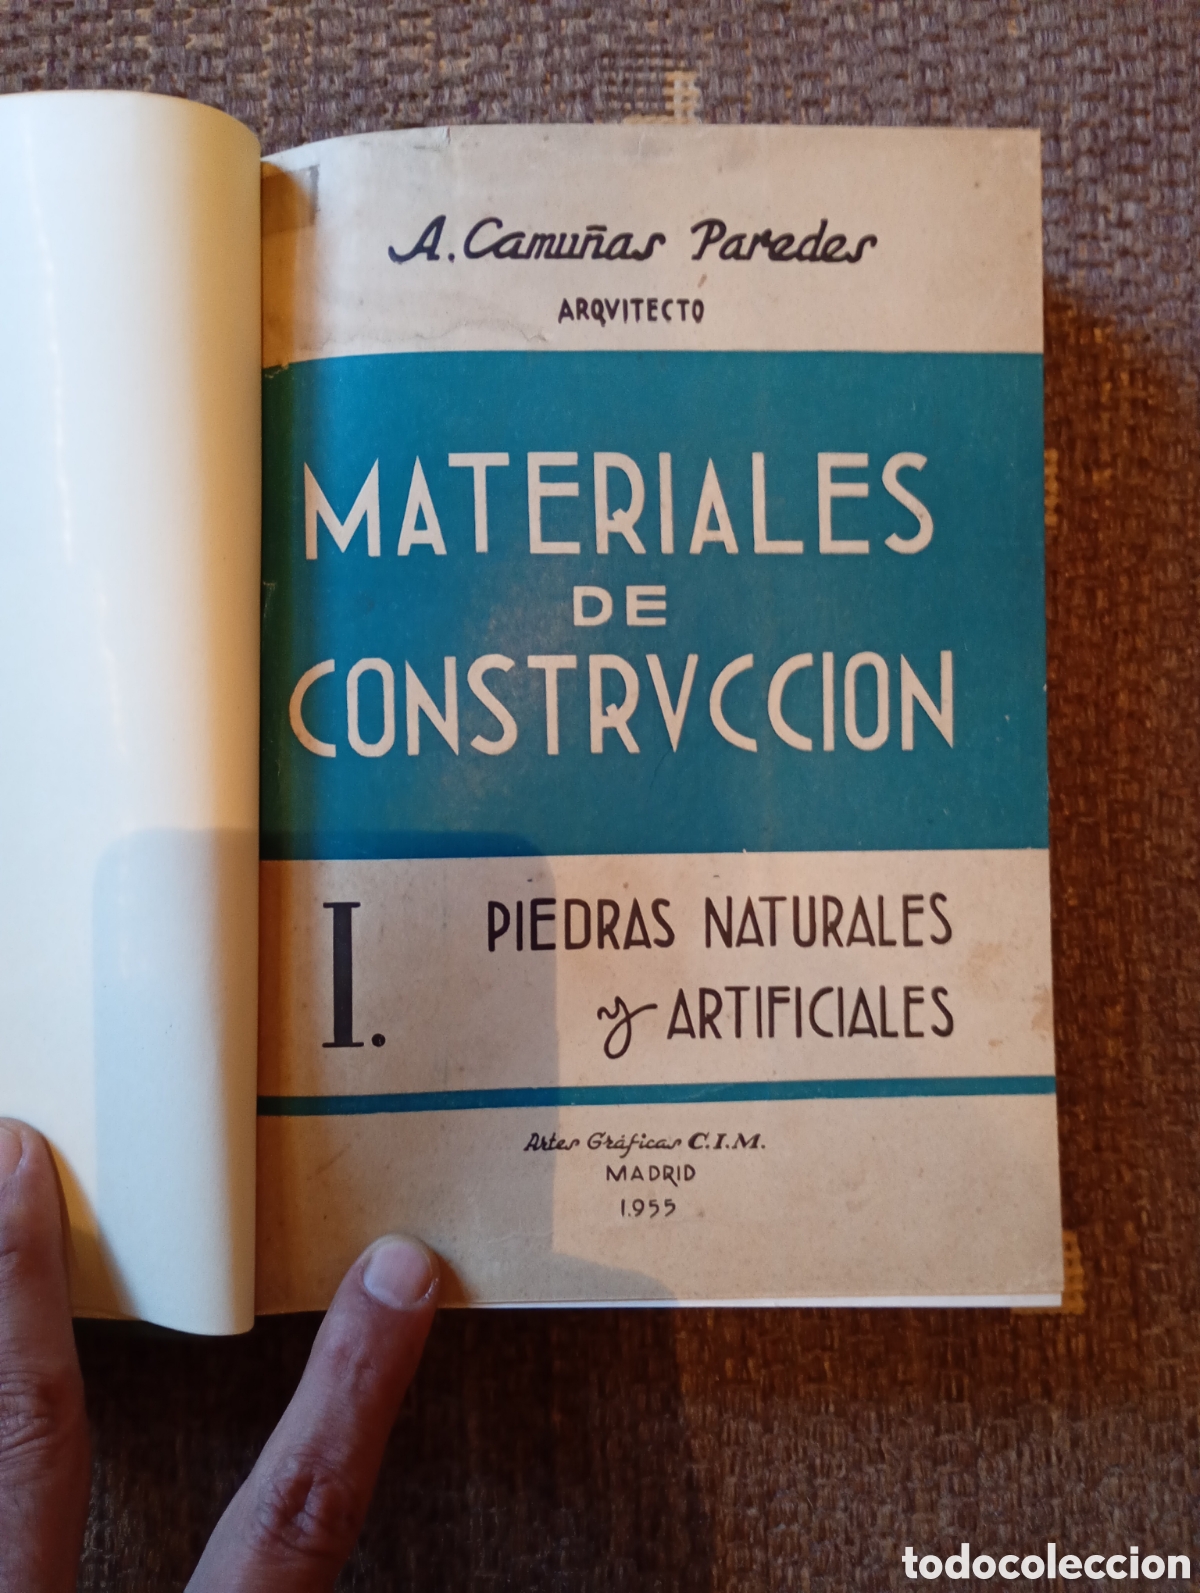 A. Camuñas Paredes
ARQVITECTO
MATERIALES
DE
CONSTRVCCION
I. PIEDRAS NATURALES
y ARTIFICIALES
Artes Gráficas C.I.M.
MADRID
1.955
todocoleccion